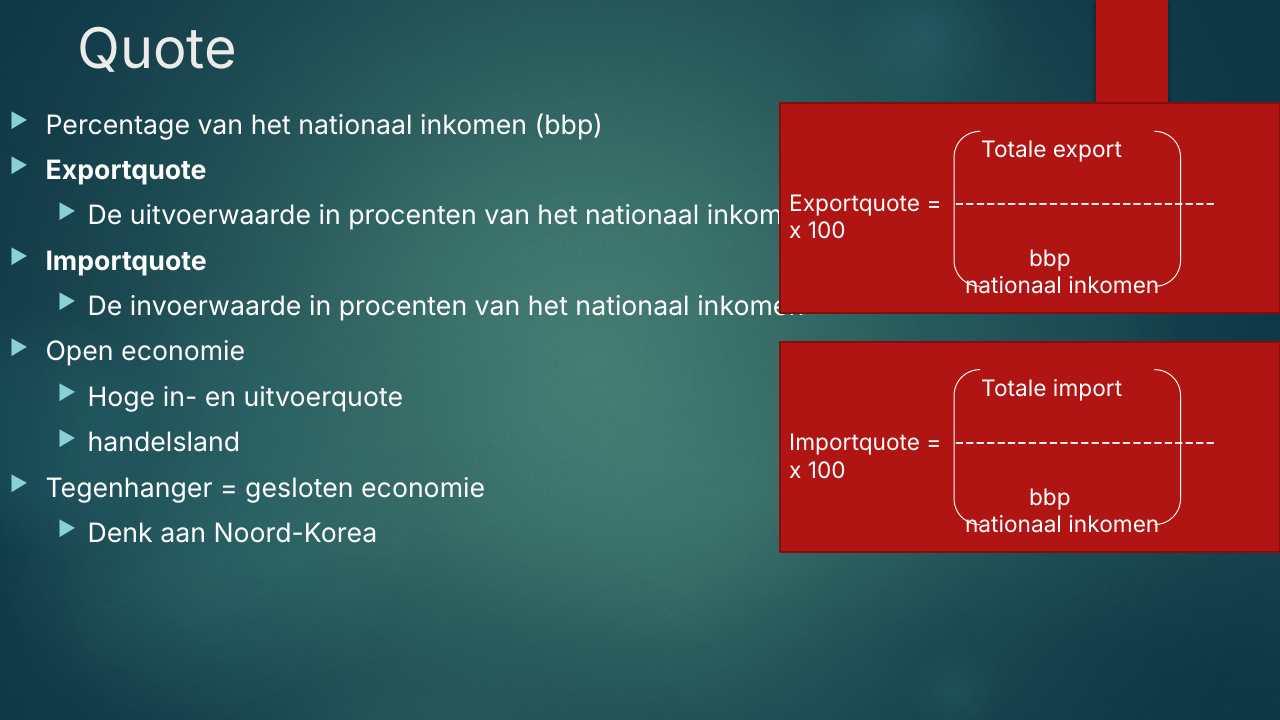 Quote
Percentage van het nationaal inkomen (bbp)
Exportquote
De uitvoerwaarde in procenten van het nationaal inkom
Importquote
De invoerwaarde in procenten van het nationaal inkomen
Open economie
Hoge in- en uitvoerquote
handelsland
Tegenhanger = gesloten economie
Denk aan Noord-Korea
Totale export
Exportquote = --------------------------
x 100
bbp
nationaal inkomen
Totale import
Importquote = --------------------------
x 100
bbp
nationaal inkomen